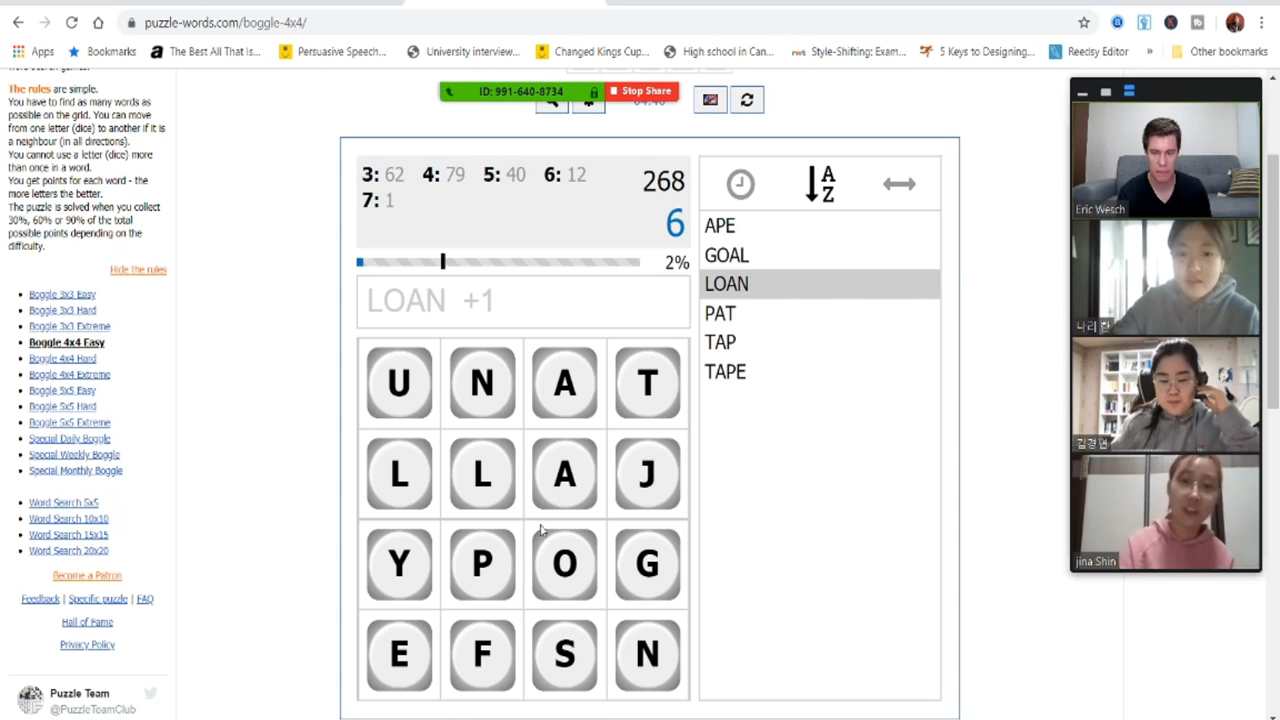 puzzle-words.com/boggle-4x4/
Apps
Bookmarks
The Best All That Is...
Persuasive Speech...
University interview...
Changed Kings Cup...
High school in Can...
Style-Shifting: Exam...
5 Keys to Designing...
Reedsy Editor
»
Other bookmarks
The rules are simple.
You have to find as many words as
possible on the grid. You can move
from one letter (dice) to another if it is
a neighbour (in all directions).
You cannot use a letter (dice) more
than once in a word.
You get points for each word - the
more letters the better.
The puzzle is solved when you collect
30%, 60% or 90% of the total
possible points depending on the
difficulty.
Hide the rules
Boggle 3x3 Easy
Boggle 3x3 Hard
Boggle 3x3 Extreme
Boggle 4x4 Easy
Boggle 4x4 Hard
Boggle 4x4 Extreme
Boggle 5x5 Easy
Boggle 5x5 Hard
Boggle 5x5 Extreme
Special Daily Boggle
Special Weekly Boggle
Special Monthly Boggle
Word Search 5x5
Word Search 10x10
Word Search 15x15
Word Search 20x20
Become a Patron
Feedback | Specific puzzle | FAQ
Hall of Fame
Privacy Policy
Puzzle Team
@PuzzleTeamClub
ID: 991-640-8734
Stop Share
3: 62 4: 79 5: 40 6: 12
7: 1
268
6
2%
LOAN +1
U N A T
L L A J
Y P O G
E F S N
A
Z
APE
GOAL
LOAN
PAT
TAP
TAPE
Eric Wesch
나리 한
김경연
jina Shin